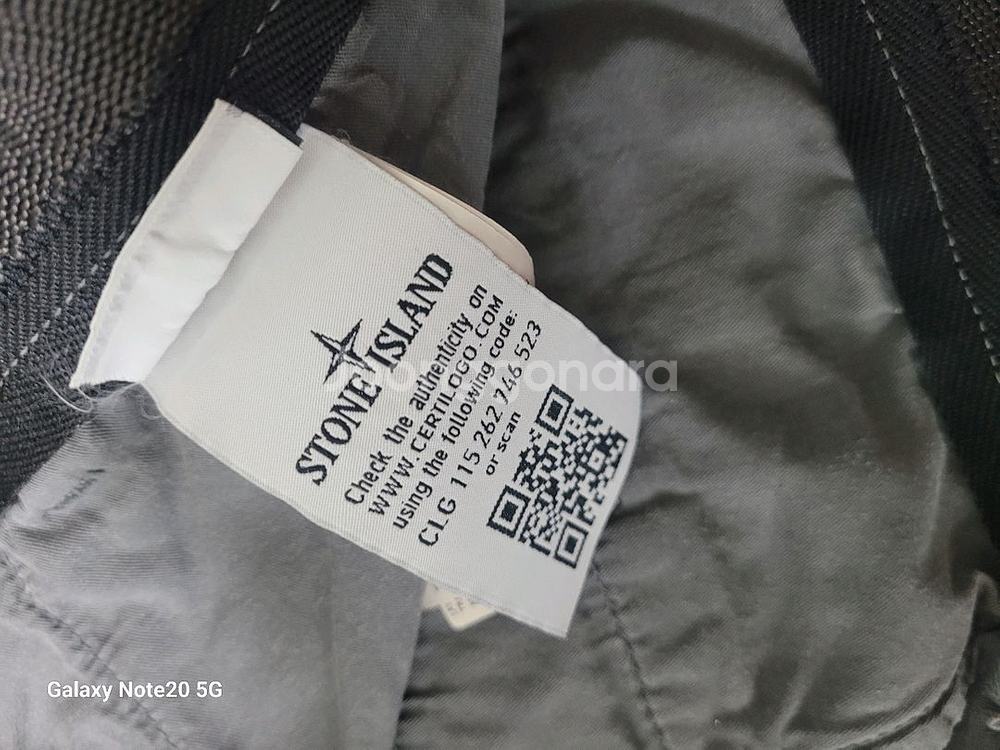 STONE ISLAND
Check the authenticity on
WWW.CERTILOGO.COM
using the following code:
CLG 115 262 746 523
or scan
Galaxy Note20 5G